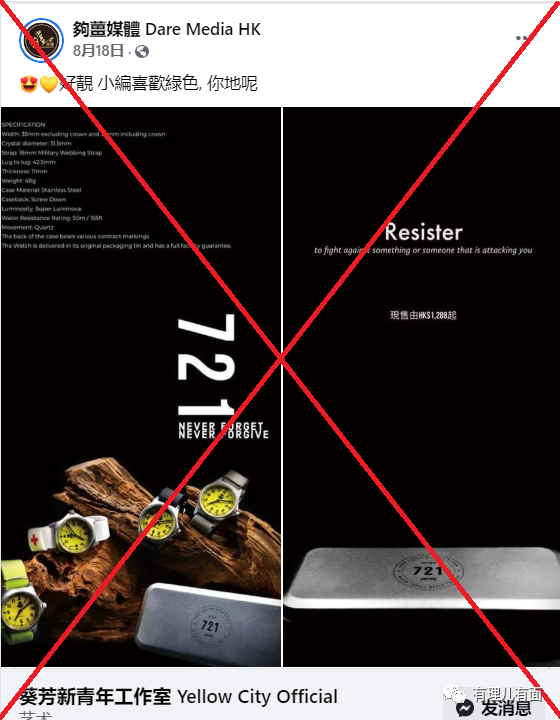 夠薑媒體 Dare Media HK
8月18日
好靚 小編喜歡綠色, 你地呢
SPECIFICATION
Width: 35mm excluding crown and mm including crown
Crystal diameter: 31.5mm
Strap: 18mm Military Webbing Strap
Lug to lug: 42.5mm
Thickness: 11mm
Weight: 48g
Case Material: Stainless Steel
Caseback: Screw Down
Luminosity: Super Luminova
Water Resistance Rating: 50m / 165ft
Movement: Quartz
The back of the case bears various contract markings
The Watch is delivered in its original packaging tin and has a full factory guarantee.
721
NEVER FORGET
NEVER FORGIVE
721
Resister
to fight against something or someone that is attacking you
現售由HK$1,288起
721
葵芳新青年工作室 Yellow City Official
艺术
发消息
有理儿有面